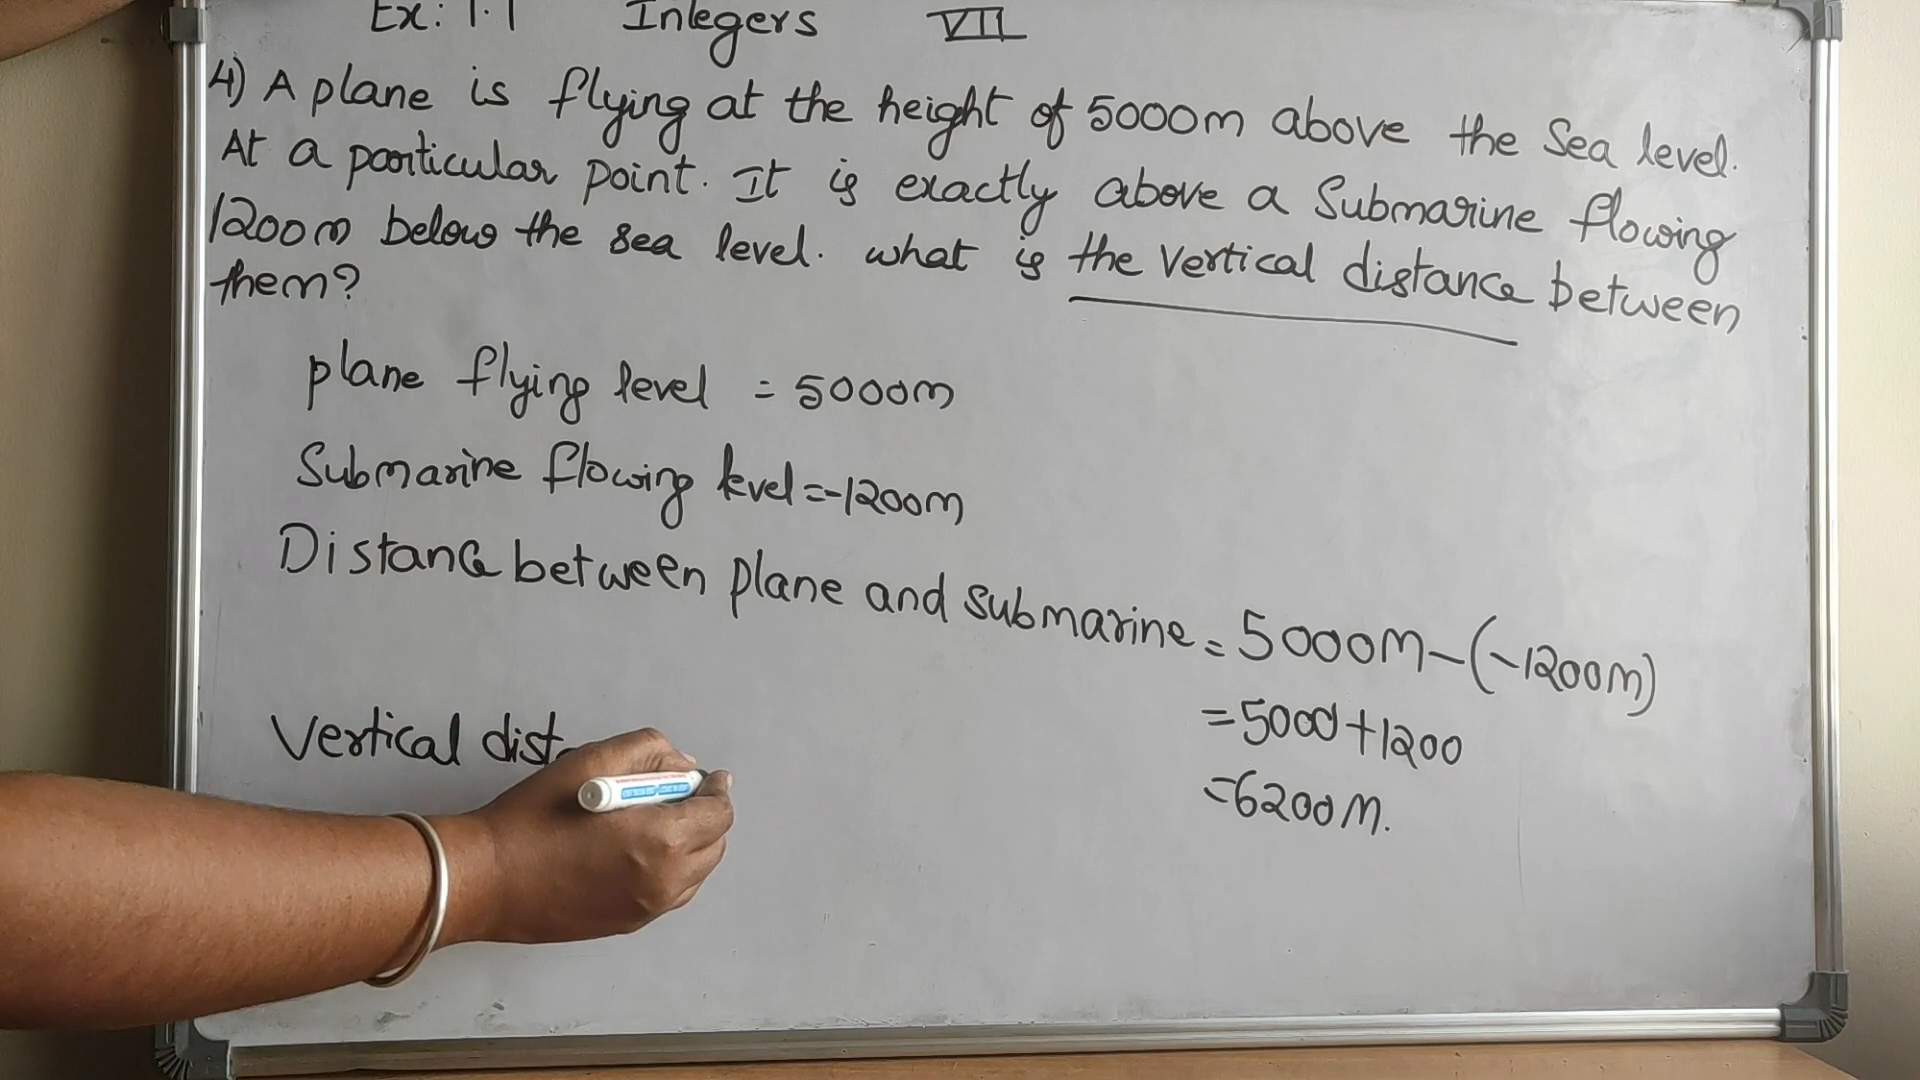 Ex: 1.1 Integers VII
4) A plane is flying at the height of 5000m above the Sea level.
At a particular point. It is exactly above a Submarine flowing
1200m below the sea level. what is the vertical distance between
them?
plane flying level = 5000m
Submarine flowing level = -1200m
Distance between plane and submarine = 5000m - (-1200m)
= 5000 + 1200
Vertical dist
= 6200m.